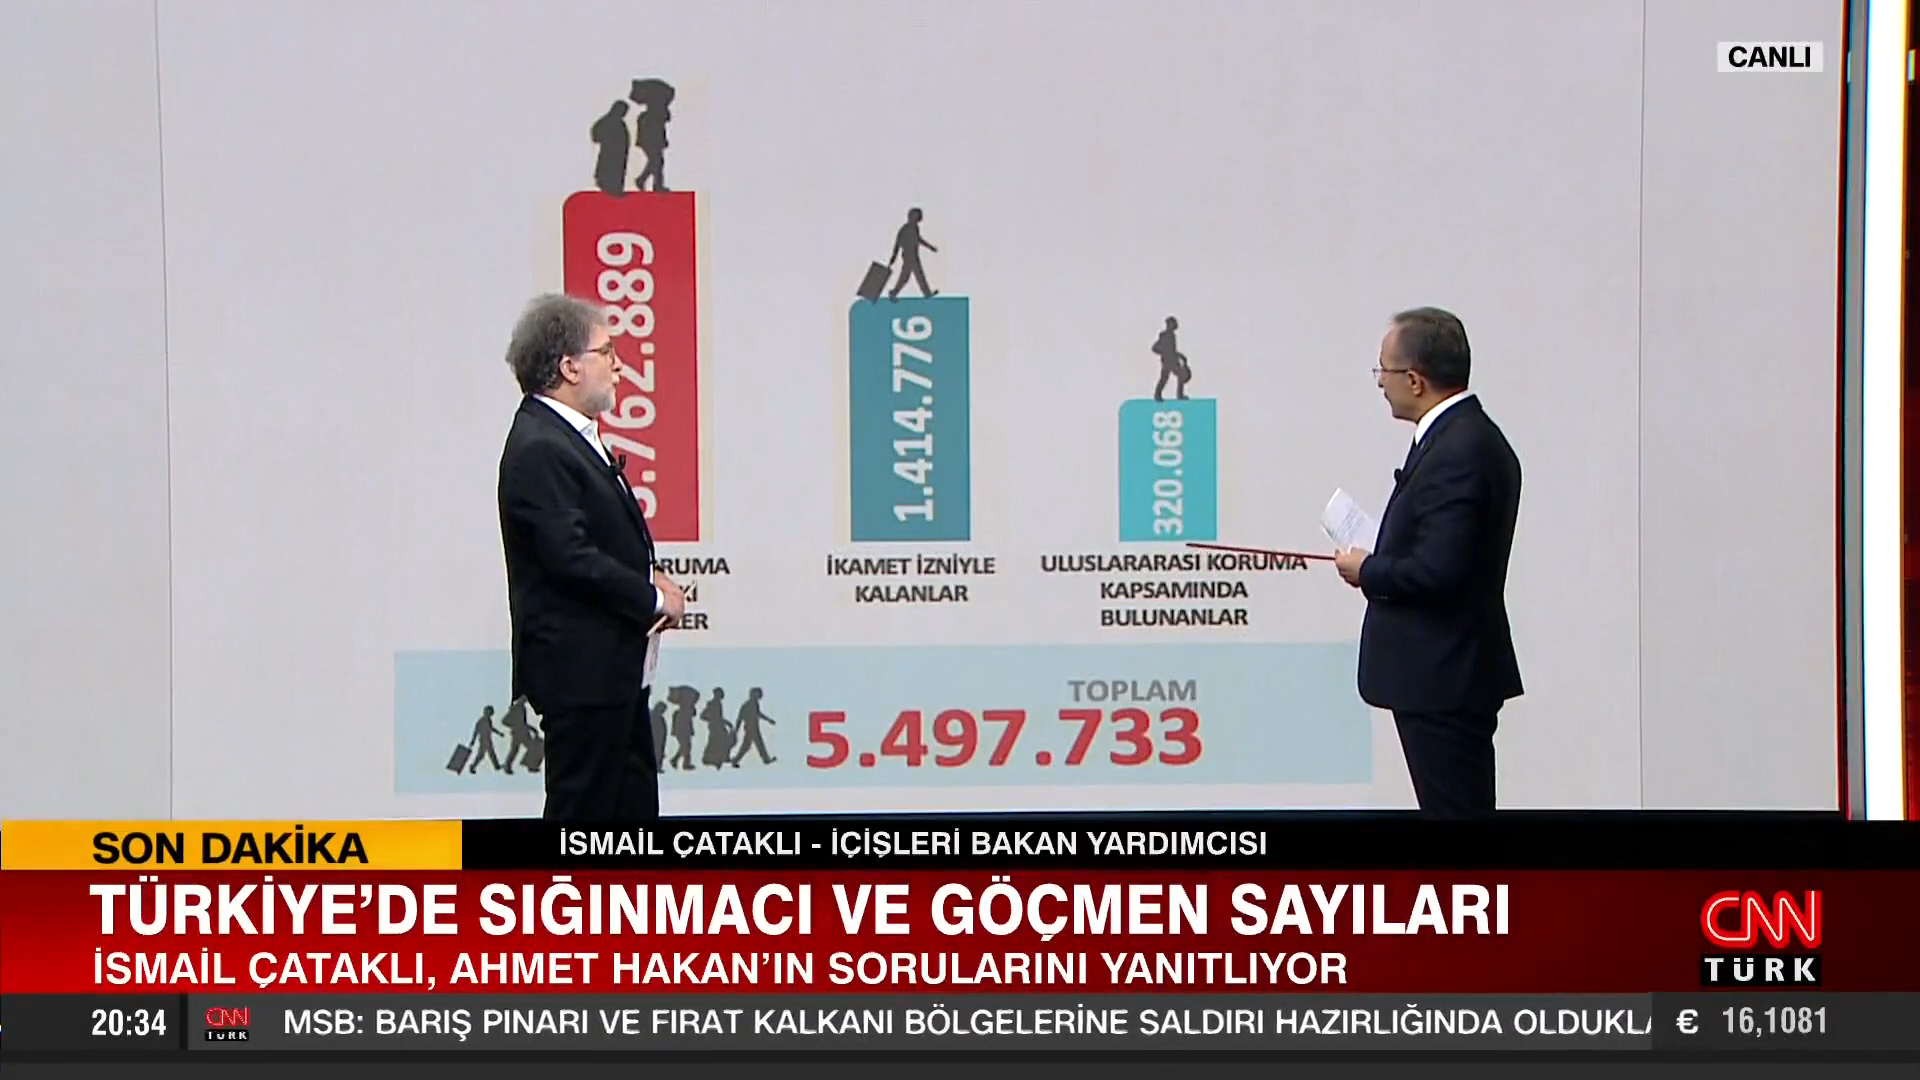 CANLI
.762.889
1.414.776
320.068
İKAMET İZNİYLE
KALANLAR
ULUSLARARASI KORUMA
KAPSAMINDA
BULUNANLAR
TOPLAM
5.497.733
SON DAKİKA
İSMAİL ÇATAKLI - İÇİŞLERİ BAKAN YARDIMCISI
TÜRKİYE'DE SIĞINMACI VE GÖÇMEN SAYILARI
İSMAİL ÇATAKLI, AHMET HAKAN'IN SORULARINI YANITLIYOR
CNN
TÜRK
20:34
CNN
TÜRK
MSB: BARIŞ PINARI VE FIRAT KALKANI BÖLGELERİNE SALDIRI HAZIRLIĞINDA
€ 16,1081